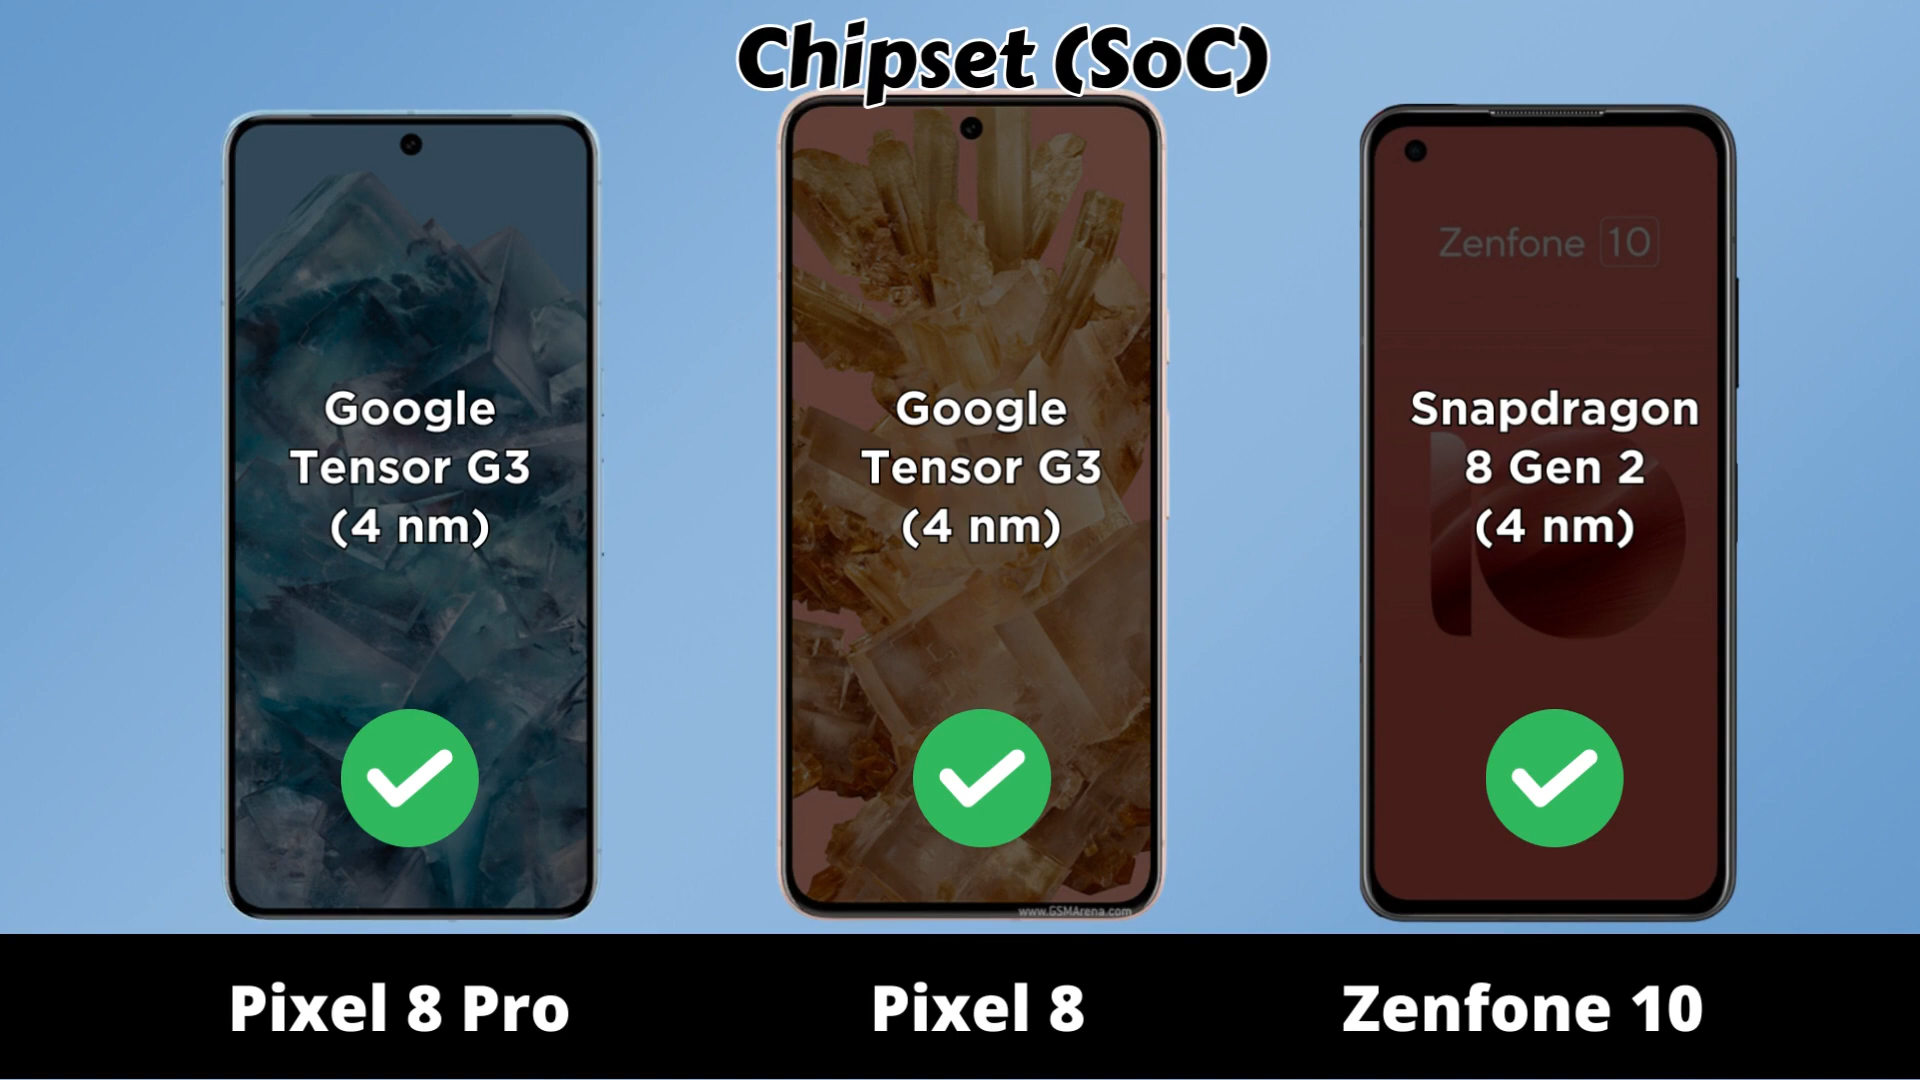 Chipset (SoC)
Zenfone 10
Google
Tensor G3
(4 nm)
Google
Tensor G3
(4 nm)
Snapdragon
8 Gen 2
(4 nm)
10
www.GSMArena.com
Pixel 8 Pro
Pixel 8
Zenfone 10